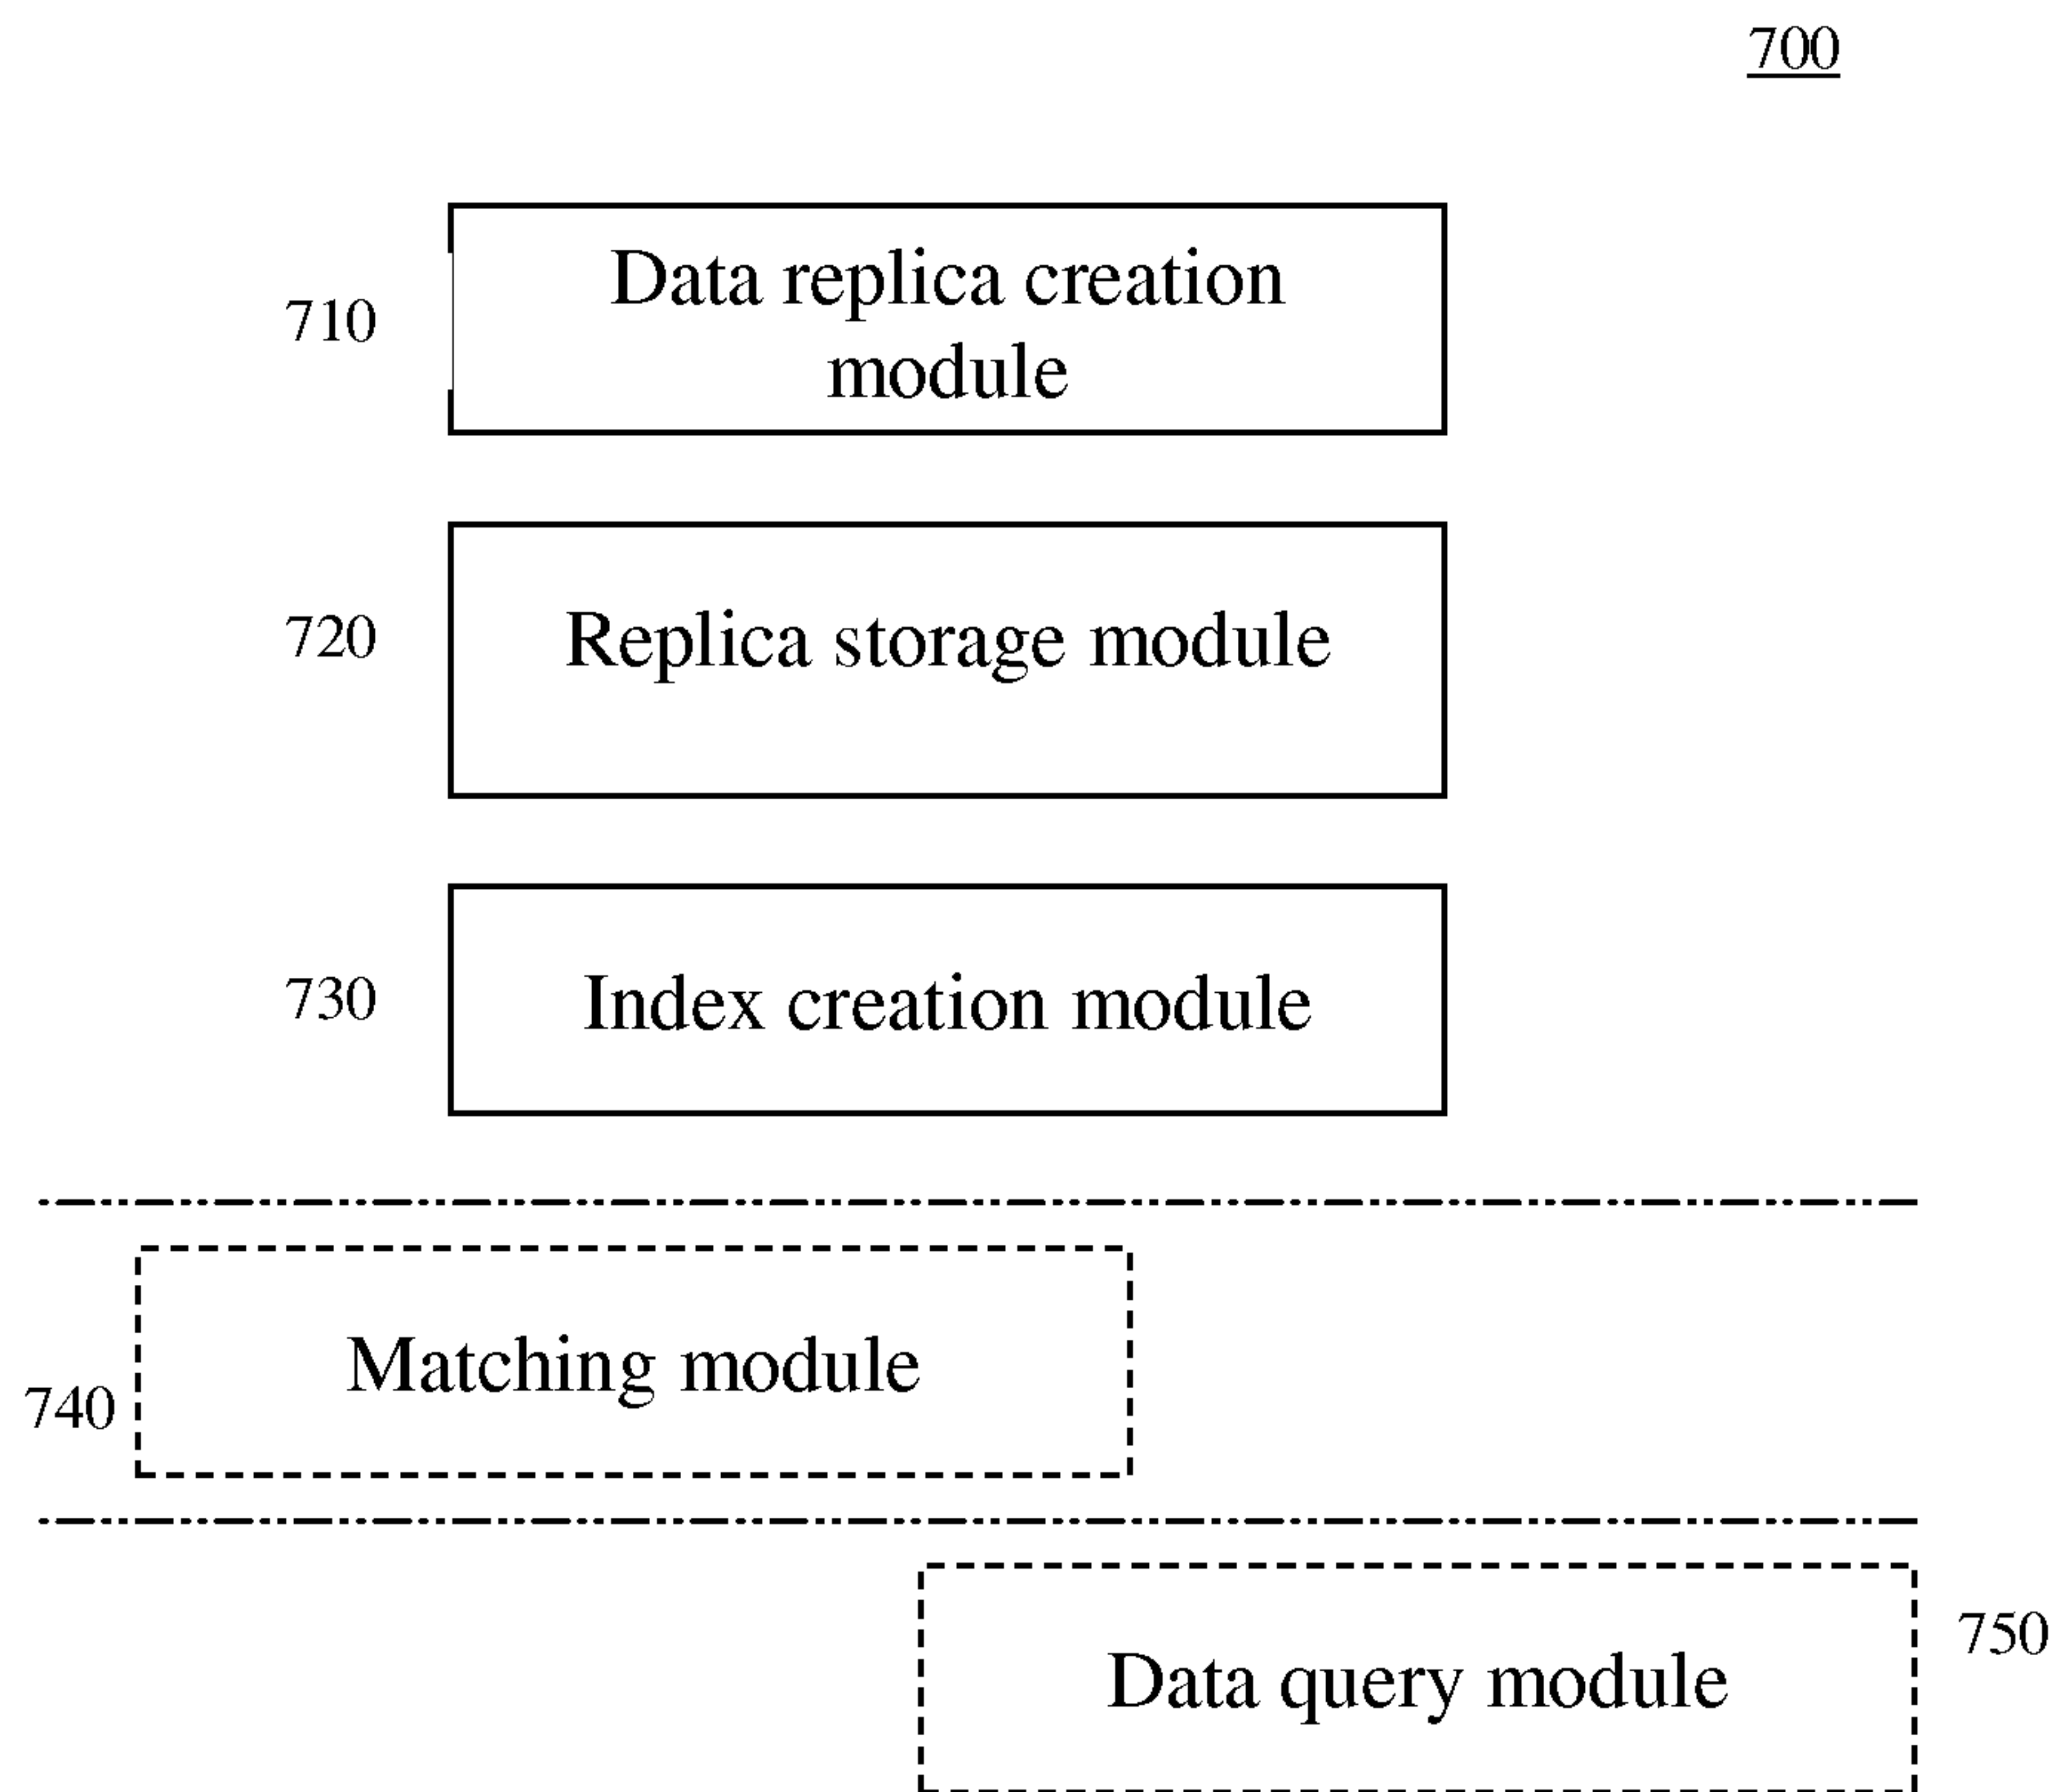 700
710
Data replica creation
module
720
Replica storage module
730
Index creation module
740
Matching module
750
Data query module